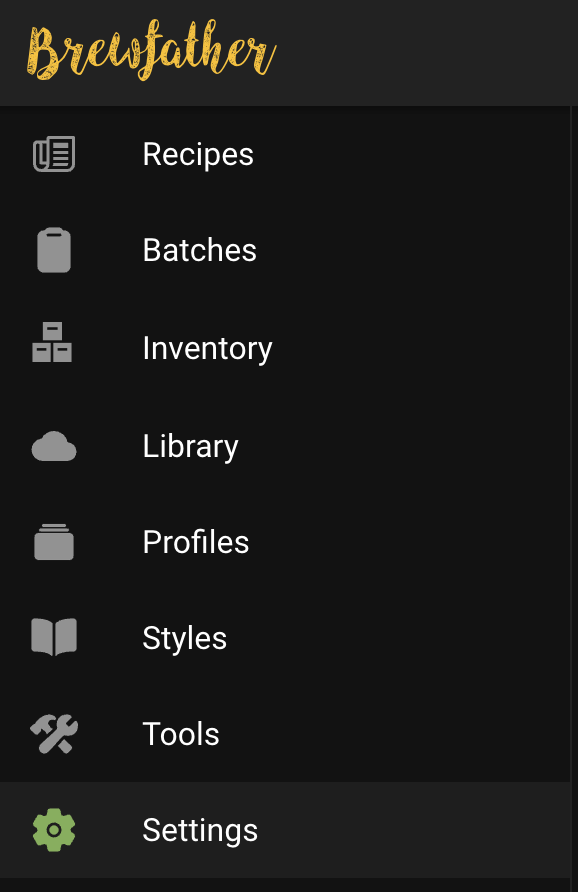 Brewfather
Recipes
Batches
Inventory
Library
Profiles
Styles
Tools
Settings